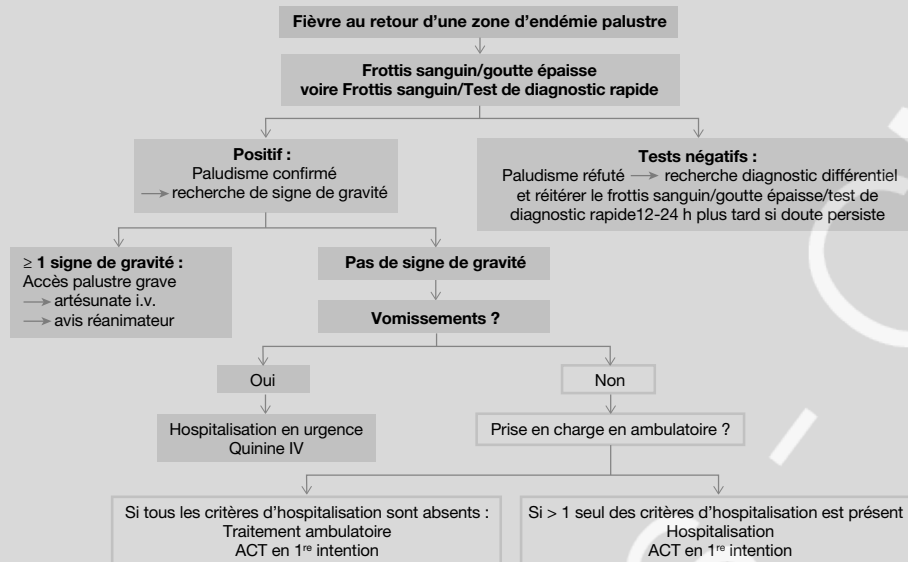 Fièvre au retour d'une zone d'endémie palustre
Frottis sanguin/goutte épaisse
voire Frottis sanguin/Test de diagnostic rapide
Positif :
Paludisme confirmé
→ recherche de signe de gravité
Tests négatifs :
Paludisme réfuté → recherche diagnostic différentiel
et réitérer le frottis sanguin/goutte épaisse/test de
diagnostic rapide12-24 h plus tard si doute persiste
≥ 1 signe de gravité :
Accès palustre grave
→ artésunate i.v.
→ avis réanimateur
Pas de signe de gravité
Vomissements ?
Oui
Non
Hospitalisation en urgence
Quinine IV
Prise en charge en ambulatoire ?
Si tous les critères d'hospitalisation sont absents :
Traitement ambulatoire
ACT en 1re intention
Si > 1 seul des critères d'hospitalisation est présent
Hospitalisation
ACT en 1re intention